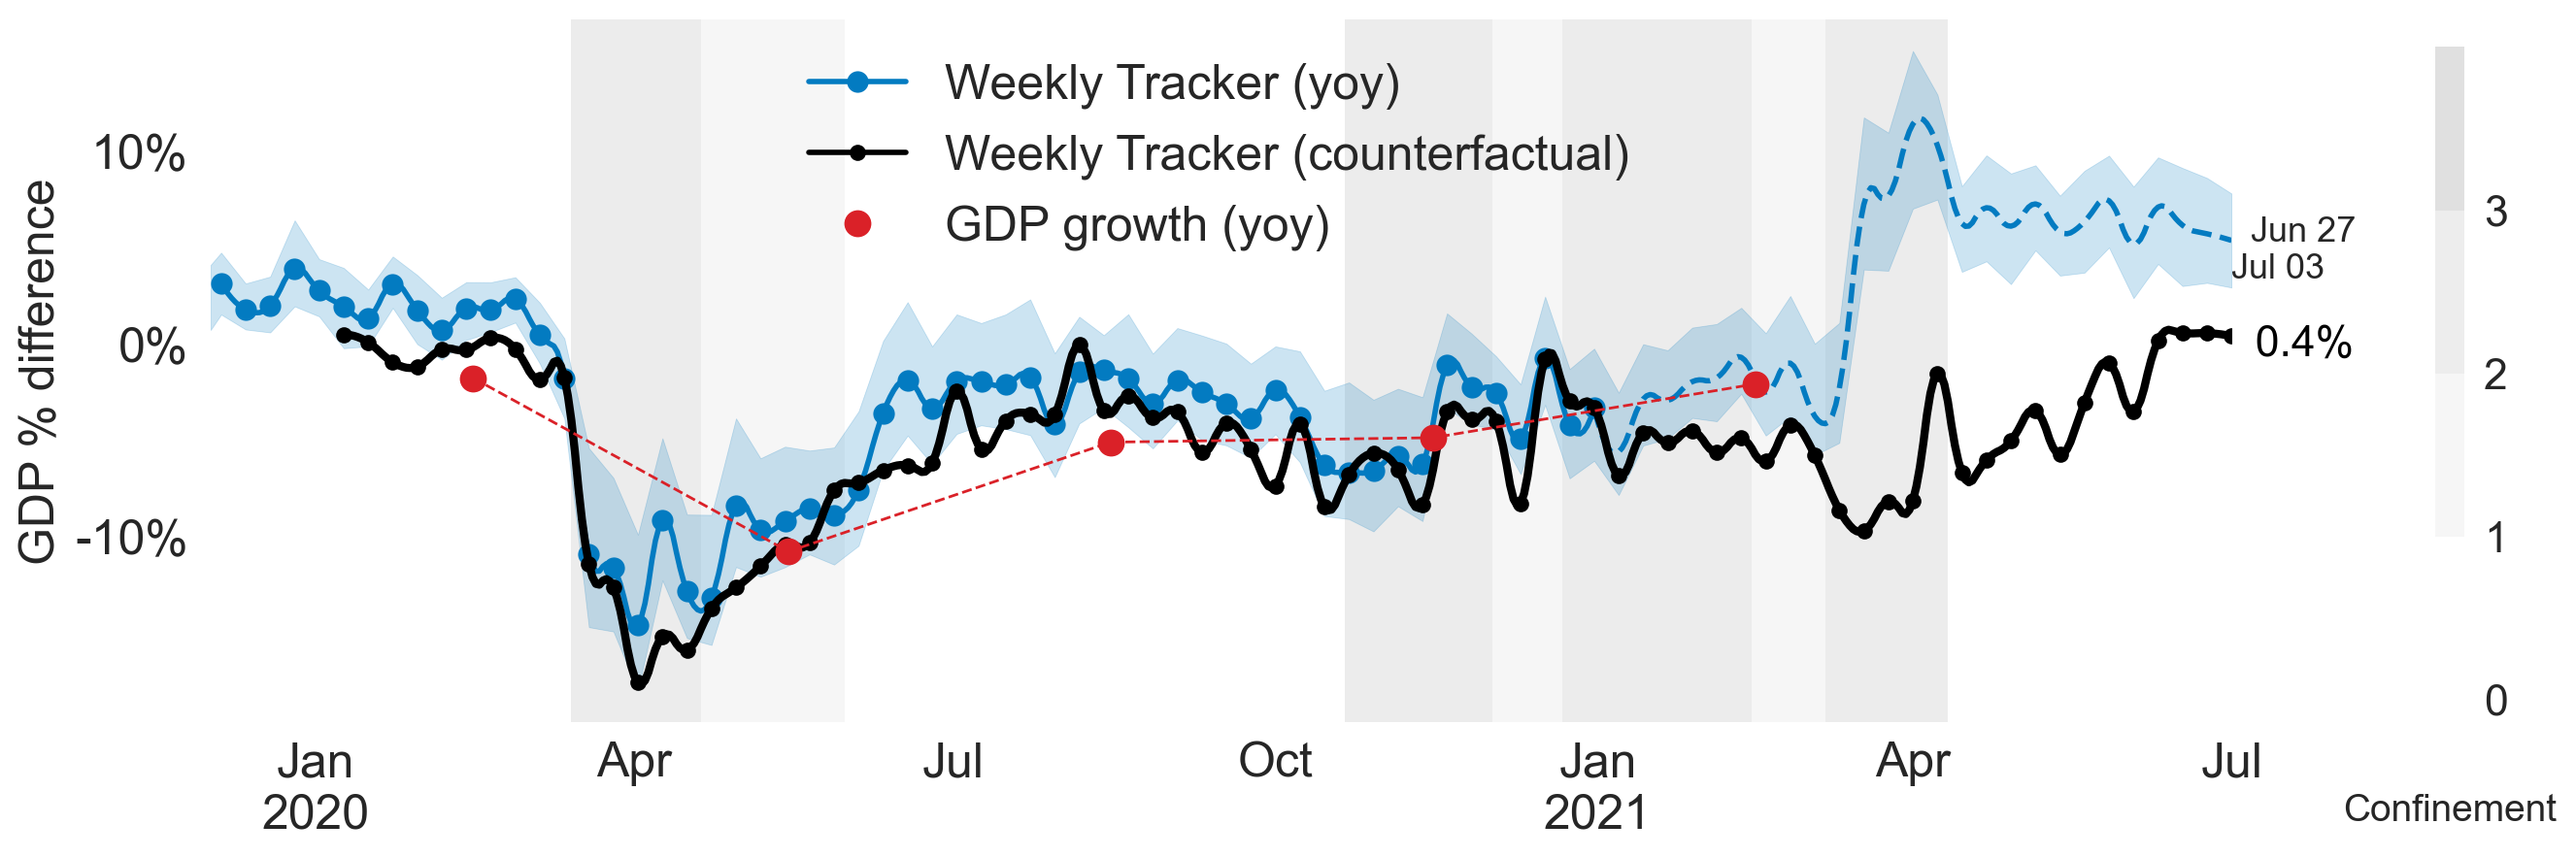 Weekly Tracker (yoy)
Weekly Tracker (counterfactual)
GDP growth (yoy)
GDP % difference
10%
0%
-10%
Jun 27
Jul 03
0.4%
3
2
1
0
Jan
2020
Apr
Jul
Oct
Jan
2021
Apr
Jul
Confinement